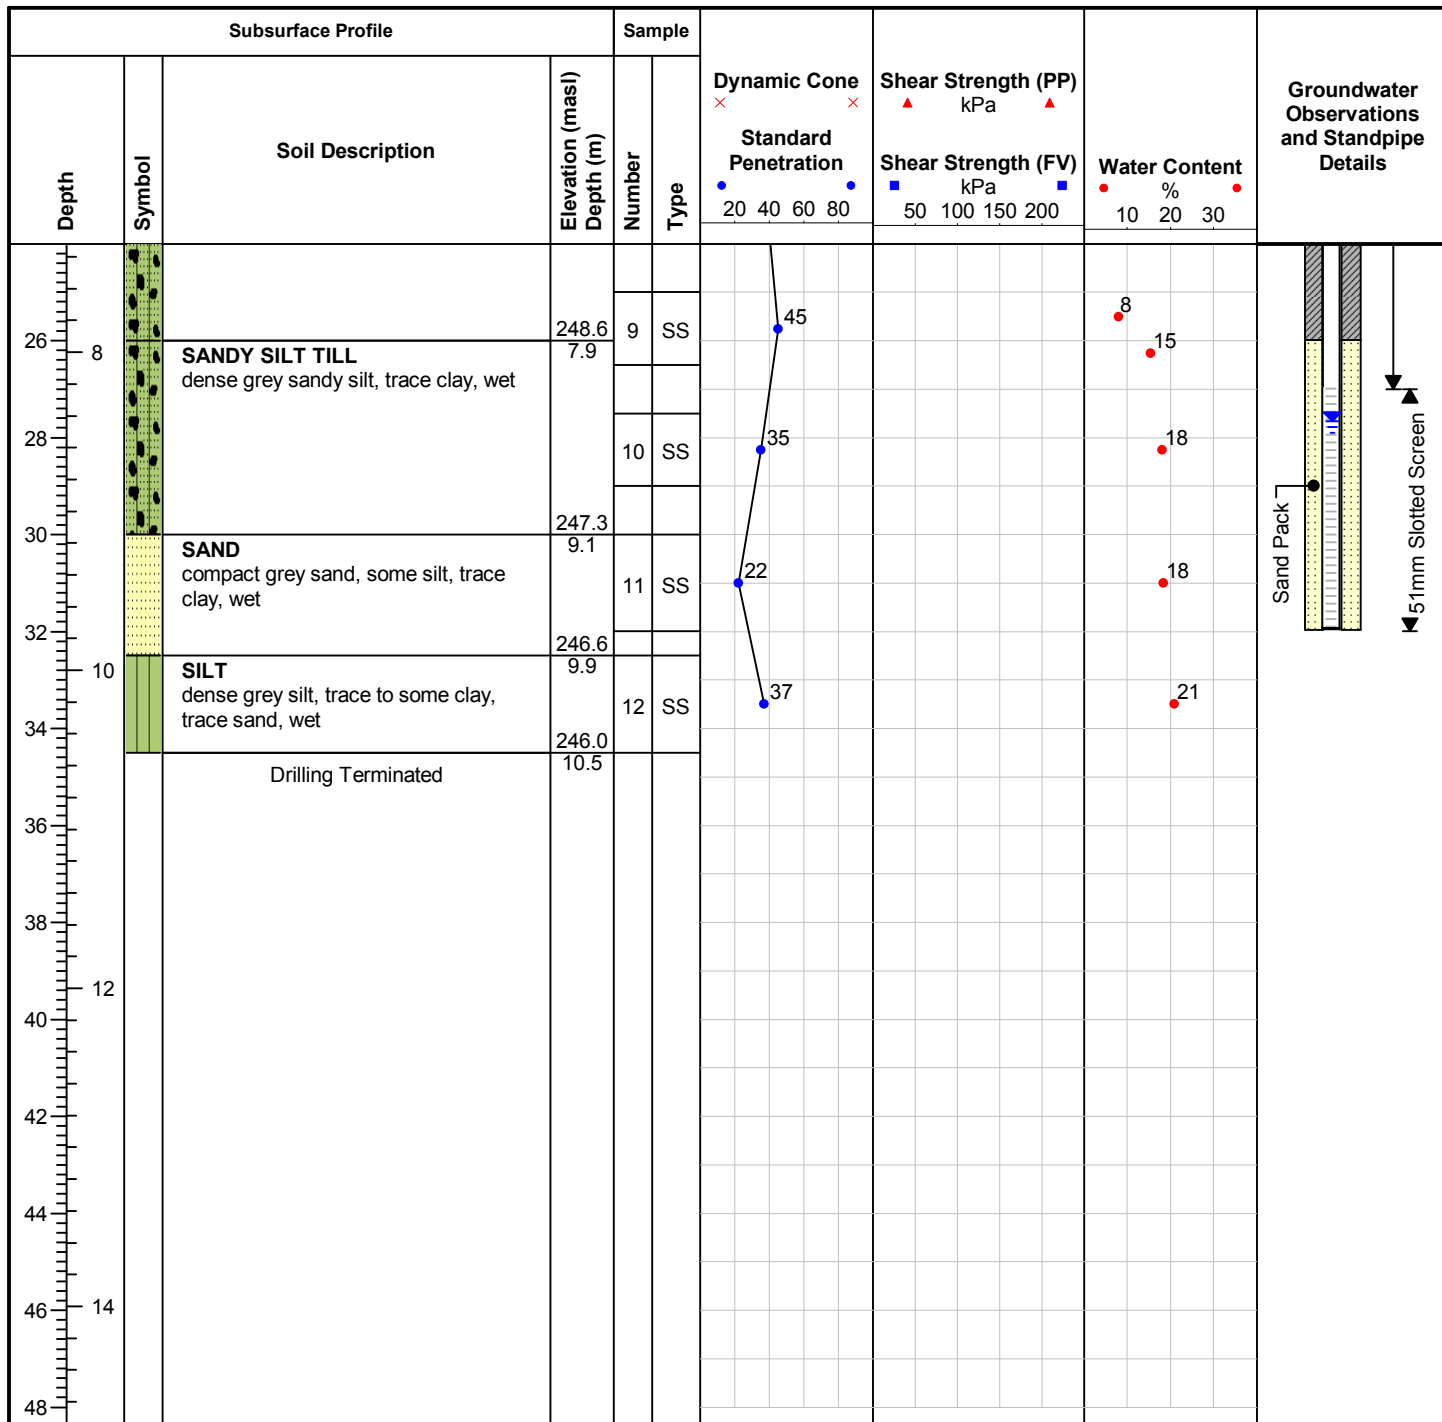 Subsurface Profile
Sample
Depth
Symbol
Soil Description
Elevation (masl)
Depth (m)
Number
Type
Dynamic Cone
Standard
Penetration
20 40 60 80
Shear Strength (PP)
kPa
Shear Strength (FV)
kPa
50 100 150 200
Water Content
%
10 20 30
Groundwater
Observations
and Standpipe
Details
248.6
7.9
9 SS
45
8
15
26
8
SANDY SILT TILL
dense grey sandy silt, trace clay, wet
28
10 SS
35
18
247.3
9.1
30
SAND
compact grey sand, some silt, trace
clay, wet
11 SS
22
18
Sand Pack
51mm Slotted Screen
32
246.6
9.9
10
SILT
dense grey silt, trace to some clay,
trace sand, wet
12 SS
37
21
34
246.0
10.5
Drilling Terminated
36
38
12
40
42
44
14
46
48